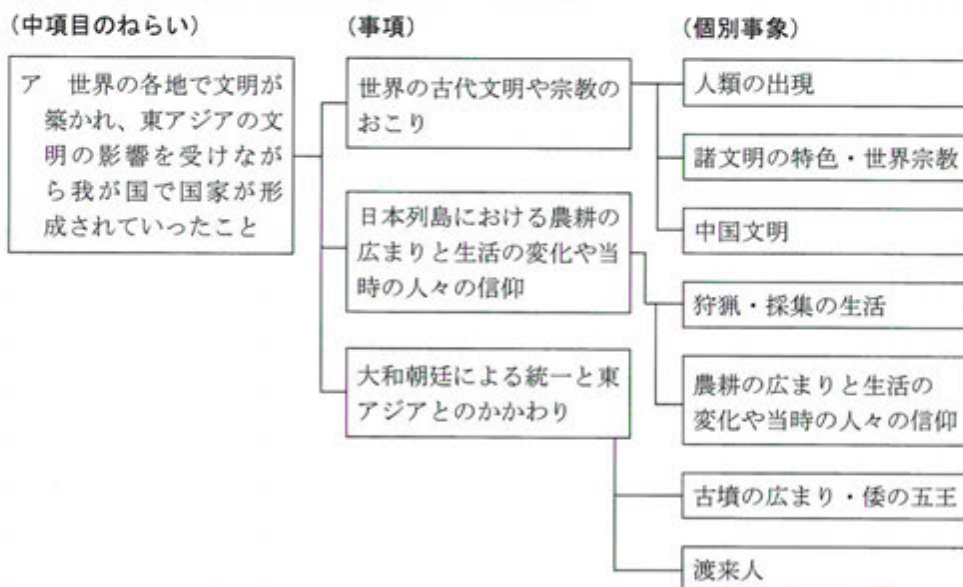 （中項目のねらい）
ア　世界の各地で文明が
築かれ、東アジアの文
明の影響を受けなが
ら我が国で国家が形
成されていったこと
（事項）
世界の古代文明や宗教の
おこり
日本列島における農耕の
広まりと生活の変化や当
時の人々の信仰
大和朝廷による統一と東
アジアとのかかわり
（個別事象）
人類の出現
諸文明の特色・世界宗教
中国文明
狩猟・採集の生活
農耕の広まりと生活の
変化や当時の人々の信仰
古墳の広まり・倭の五王
渡来人